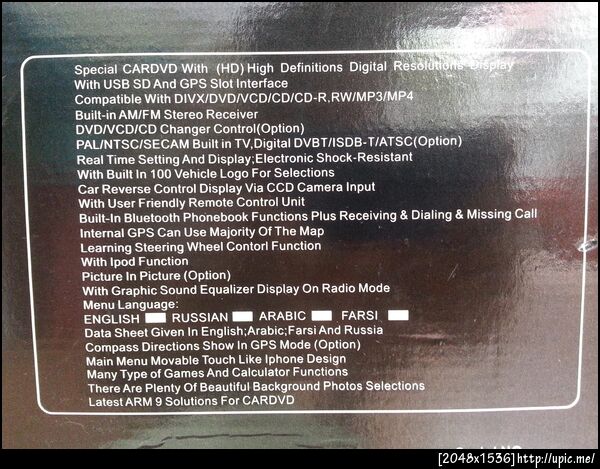 Special CARDVD With (HD) High Definitions Digital Resolutions Display
With USB SD And GPS Slot Interface
Compatible With DIVX/DVD/VCD/CD/CD-R.RW/MP3/MP4
Built-in AM/FM Stereo Receiver
DVD/VCD/CD Changer Control(Option)
PAL/NTSC/SECAM Built in TV,Digital DVBT/ISDB-T/ATSC(Option)
Real Time Setting And Display;Electronic Shock-Resistant
With Built In 100 Vehicle Logo For Selections
Car Reverse Control Display Via CCD Camera Input
With User Friendly Remote Control Unit
Built-In Bluetooth Phonebook Functions Plus Receiving & Dialing & Missing Call
Internal GPS Can Use Majority Of The Map
Learning Steering Wheel Contorl Function
With Ipod Function
Picture In Picture (Option)
With Graphic Sound Equalizer Display On Radio Mode
Menu Language:
ENGLISH RUSSIAN ARABIC FARSI
Data Sheet Given In English;Arabic;Farsi And Russia
Compass Directions Show In GPS Mode (Option)
Main Menu Movable Touch Like Iphone Design
Many Type of Games And Calculator Functions
There Are Plenty Of Beautiful Background Photos Selections
Latest ARM 9 Solutions For CARDVD
[2048x1536]http://upic.me/